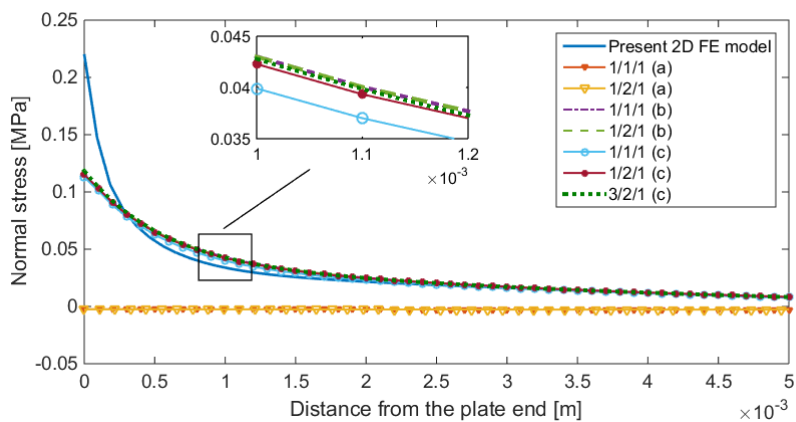 0.25
0.2
0.15
0.1
0.05
0
-0.05
Normal stress [MPa]
0 0.5 1 1.5 2 2.5 3 3.5 4 4.5 5
×10⁻³
Distance from the plate end [m]
0.045
0.04
0.035
1 1.1 1.2
×10⁻³
Present 2D FE model
1/1/1 (a)
1/2/1 (a)
1/1/1 (b)
1/2/1 (b)
1/1/1 (c)
1/2/1 (c)
3/2/1 (c)